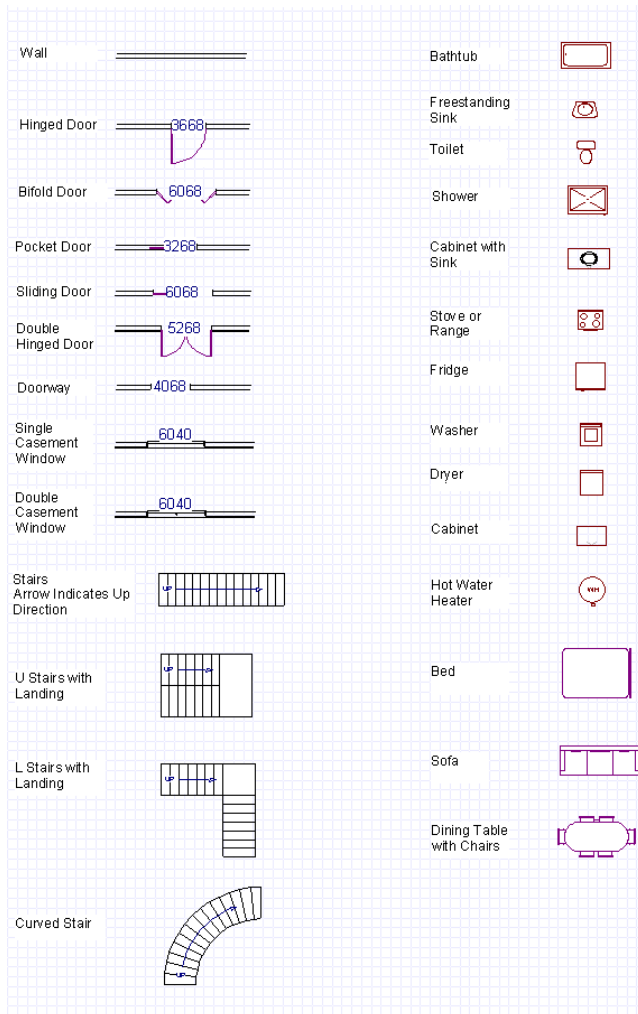 Wall
Hinged Door
3668
Bifold Door
6068
Pocket Door
3268
Sliding Door
6068
Double
Hinged Door
5268
Doorway
4068
Single
Casement
Window
6040
Double
Casement
Window
6040
Stairs
Arrow Indicates Up
Direction
UP
U Stairs with
Landing
UP
L Stairs with
Landing
UP
Curved Stair
UP
Bathtub
Freestanding
Sink
Toilet
Shower
Cabinet with
Sink
Stove or
Range
Fridge
Washer
Dryer
Cabinet
Hot Water
Heater
WH
Bed
Sofa
Dining Table
with Chairs